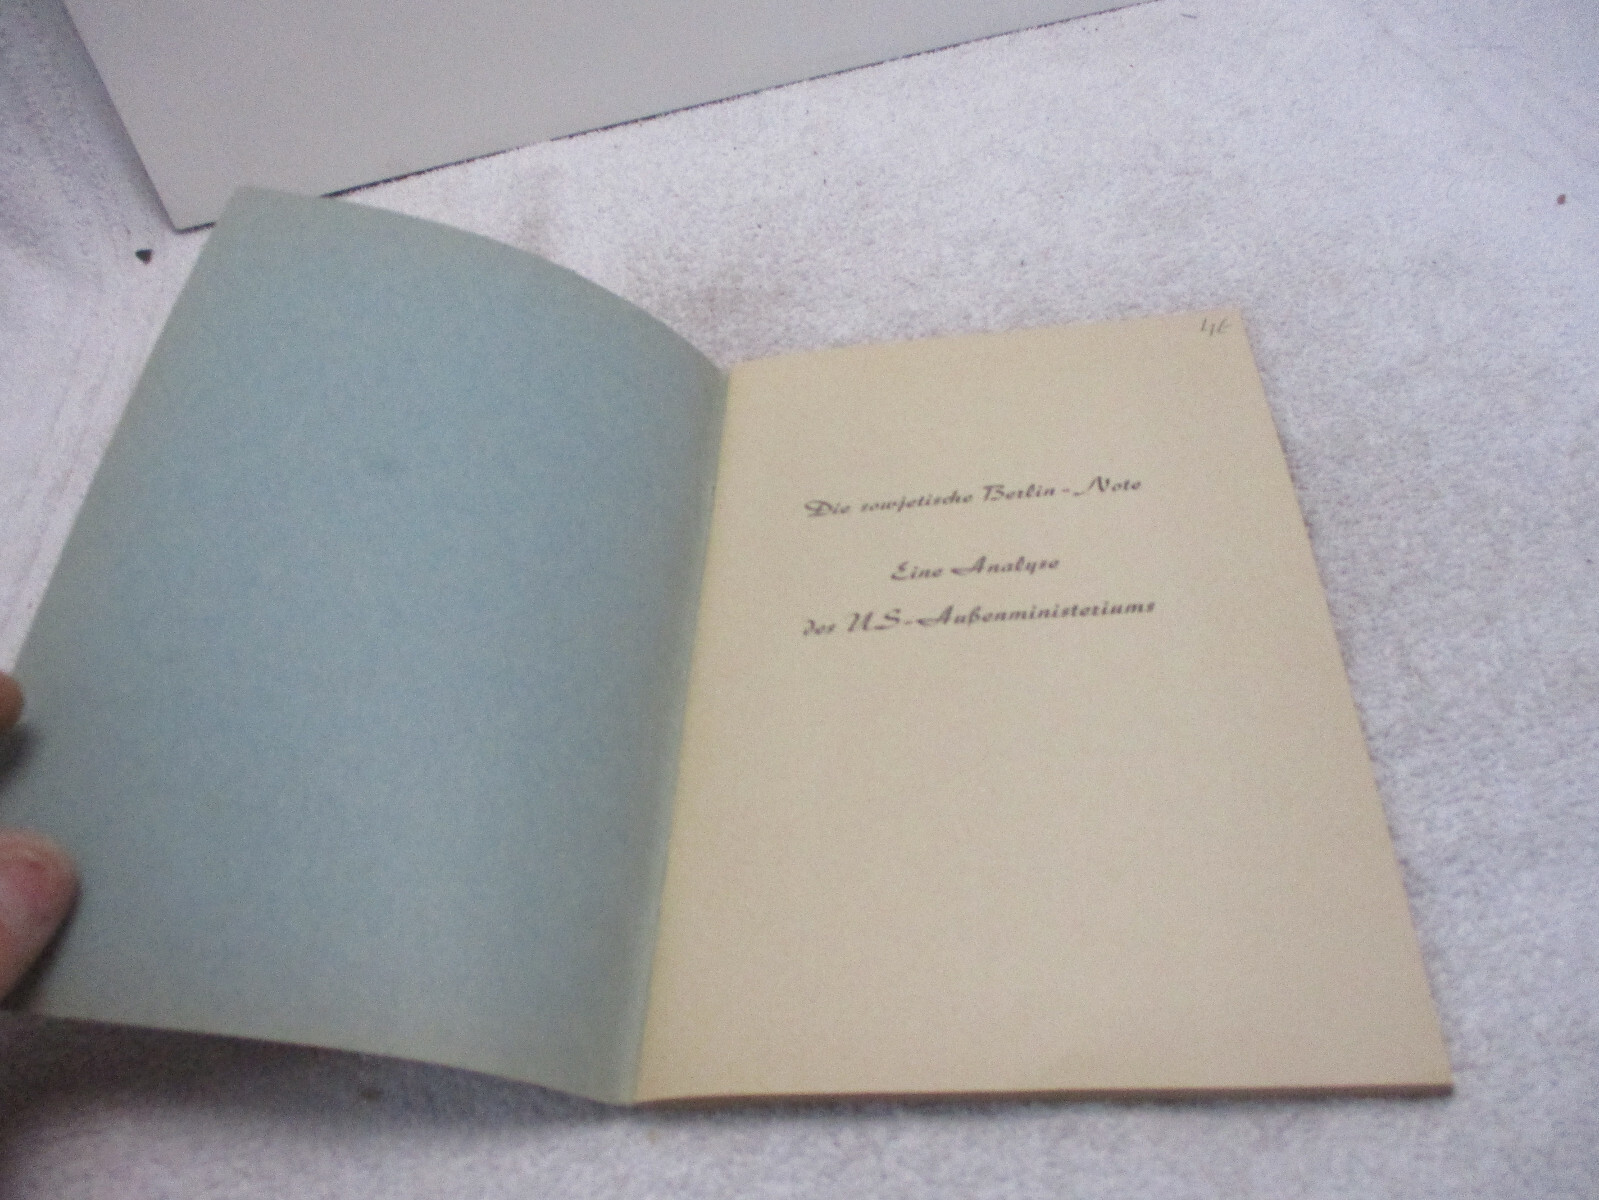 Die sowjetische Berlin-Note
Eine Analyse
des US-Außenministeriums